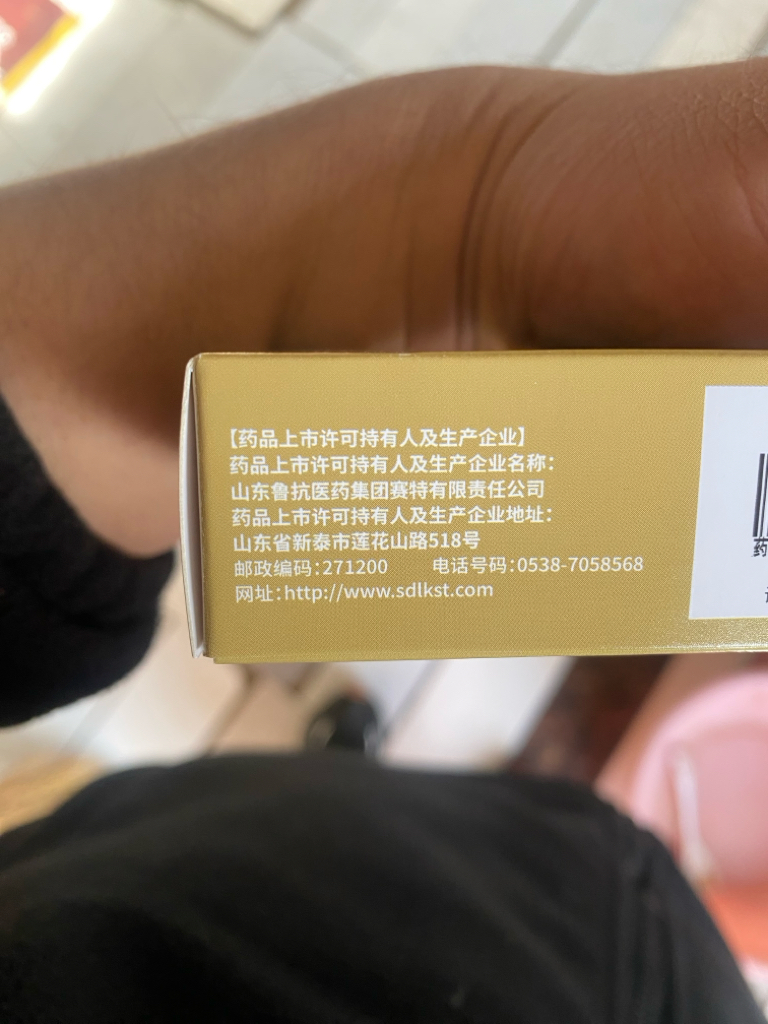 【药品上市许可持有人及生产企业】
药品上市许可持有人及生产企业名称：
山东鲁抗医药集团赛特有限责任公司
药品上市许可持有人及生产企业地址：
山东省新泰市莲花山路518号
邮政编码：271200 电话号码：0538-7058568
网址：http://www.sdlkst.com
药